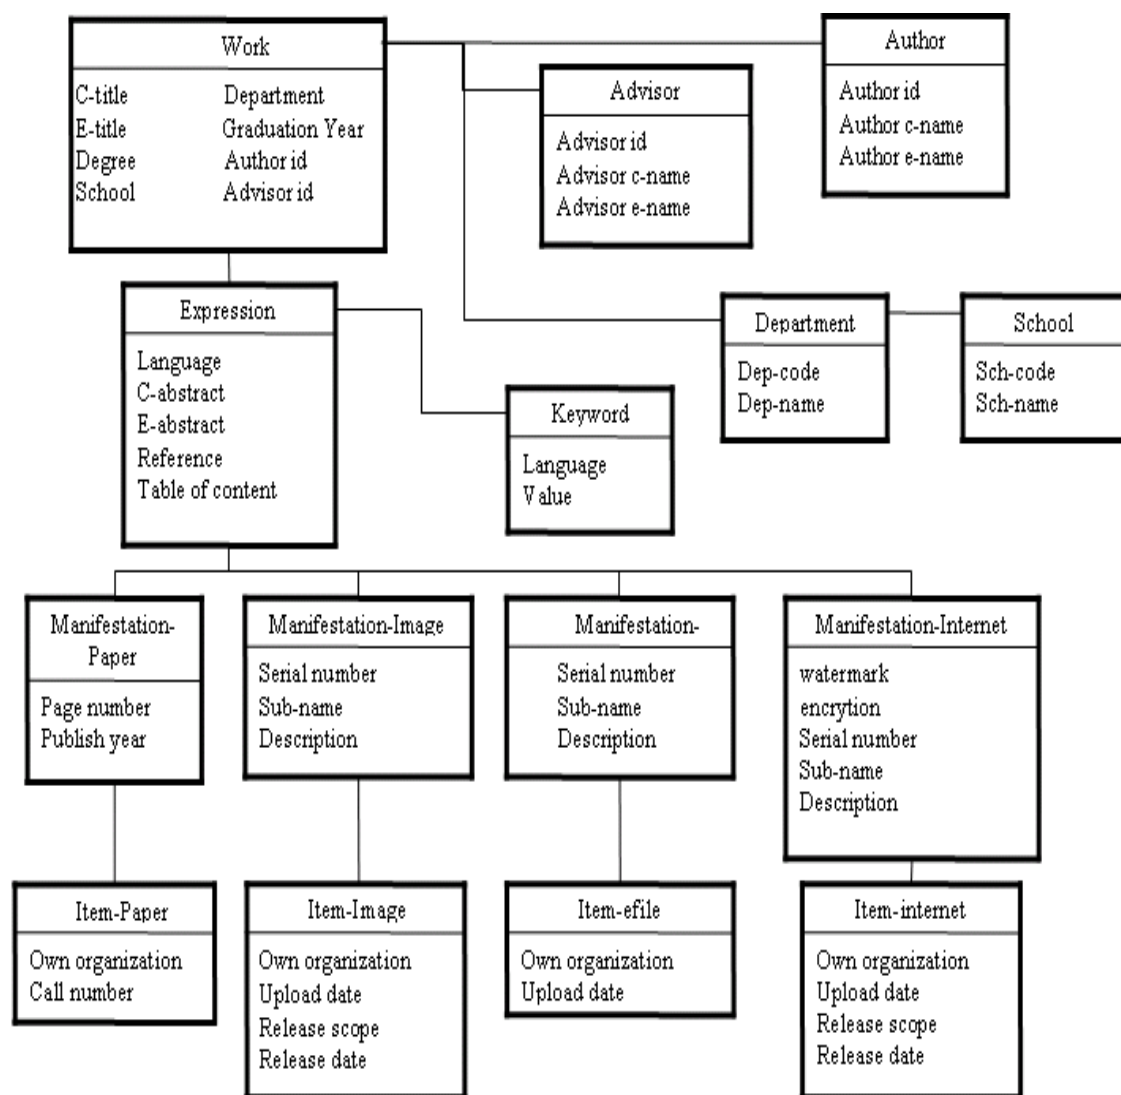 Work
C-title Department
E-title Graduation Year
Degree Author id
School Advisor id
Advisor
Advisor id
Advisor c-name
Advisor e-name
Author
Author id
Author c-name
Author e-name
Expression
Language
C-abstract
E-abstract
Reference
Table of content
Keyword
Language
Value
Department
Dep-code
Dep-name
School
Sch-code
Sch-name
Manifestation-
Paper
Page number
Publish year
Manifestation-Image
Serial number
Sub-name
Description
Manifestation-
Serial number
Sub-name
Description
Manifestation-Internet
watermark
encrytion
Serial number
Sub-name
Description
Item-Paper
Own organization
Call number
Item-Image
Own organization
Upload date
Release scope
Release date
Item-efile
Own organization
Upload date
Item-internet
Own organization
Upload date
Release scope
Release date